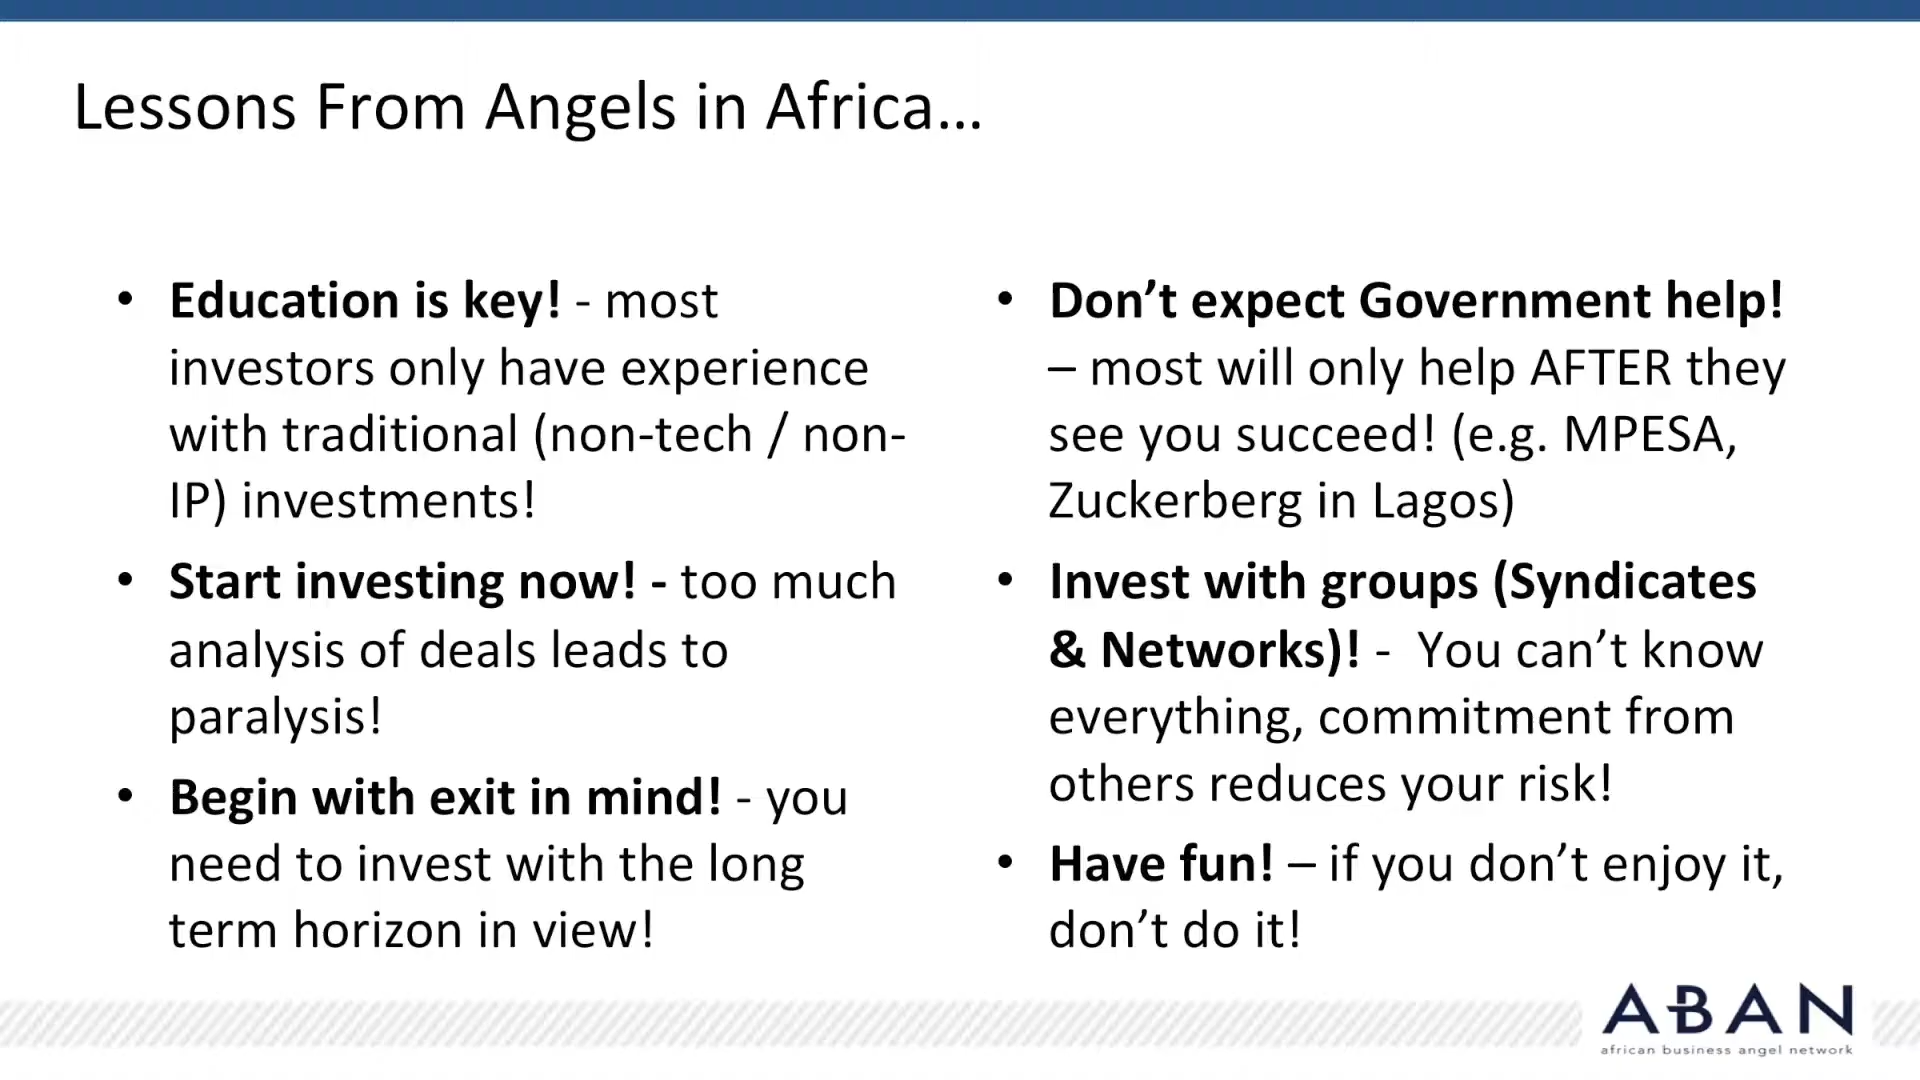 Lessons From Angels in Africa...
• Education is key! - most
investors only have experience
with traditional (non-tech / non-
IP) investments!
• Start investing now! - too much
analysis of deals leads to
paralysis!
• Begin with exit in mind! - you
need to invest with the long
term horizon in view!
• Don’t expect Government help!
– most will only help AFTER they
see you succeed! (e.g. MPESA,
Zuckerberg in Lagos)
• Invest with groups (Syndicates
& Networks)! - You can’t know
everything, commitment from
others reduces your risk!
• Have fun! – if you don’t enjoy it,
don’t do it!
ABAN
african business angel network